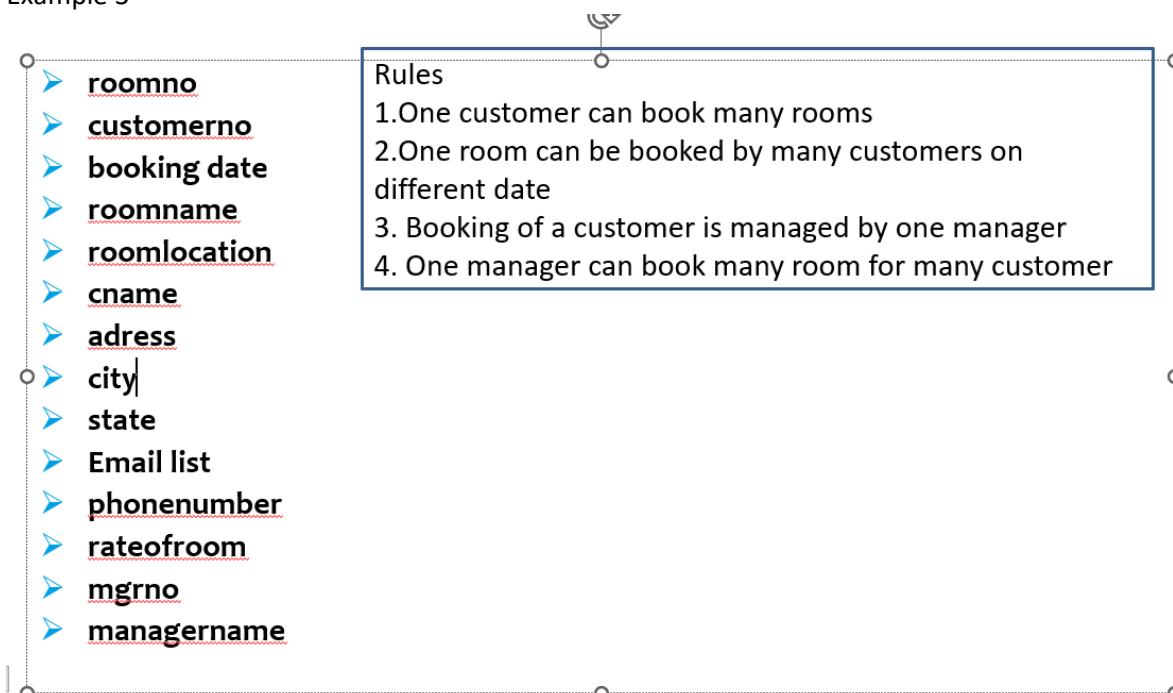 roomno
customerno
booking date
roomname
roomlocation
cname
adress
city
state
Email list
phonenumber
rateofroom
mgrno
managername
Rules
1.One customer can book many rooms
2.One room can be booked by many customers on
different date
3. Booking of a customer is managed by one manager
4. One manager can book many room for many customer